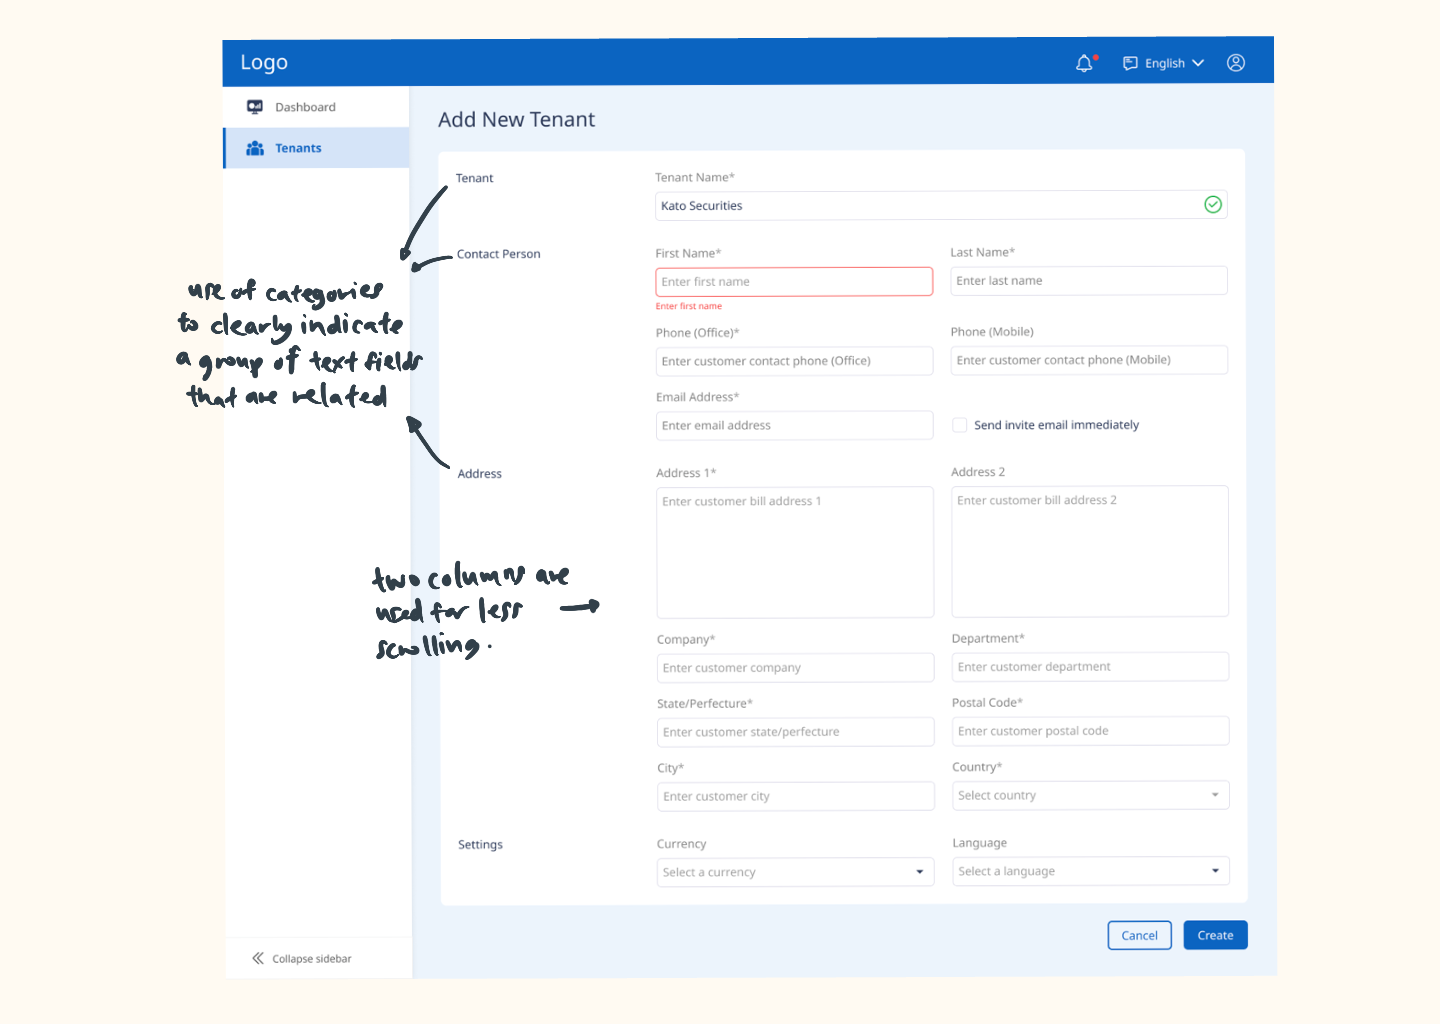 Logo
English
Dashboard
Tenants
Add New Tenant
Tenant
Tenant Name*
Kato Securities
Contact Person
First Name*
Last Name*
Enter first name
Enter last name
Enter first name
Phone (Office)*
Phone (Mobile)
Enter customer contact phone (Office)
Enter customer contact phone (Mobile)
Email Address*
Enter email address
Send invite email immediately
use of categories
to clearly indicate
a group of text fields
that are related
Address
Address 1*
Address 2
Enter customer bill address 1
Enter customer bill address 2
two columns are
used for less
scrolling.
Company*
Department*
Enter customer company
Enter customer department
State/Perfecture*
Postal Code*
Enter customer state/perfecture
Enter customer postal code
City*
Country*
Enter customer city
Select country
Settings
Currency
Language
Select a currency
Select a language
Cancel
Create
Collapse sidebar